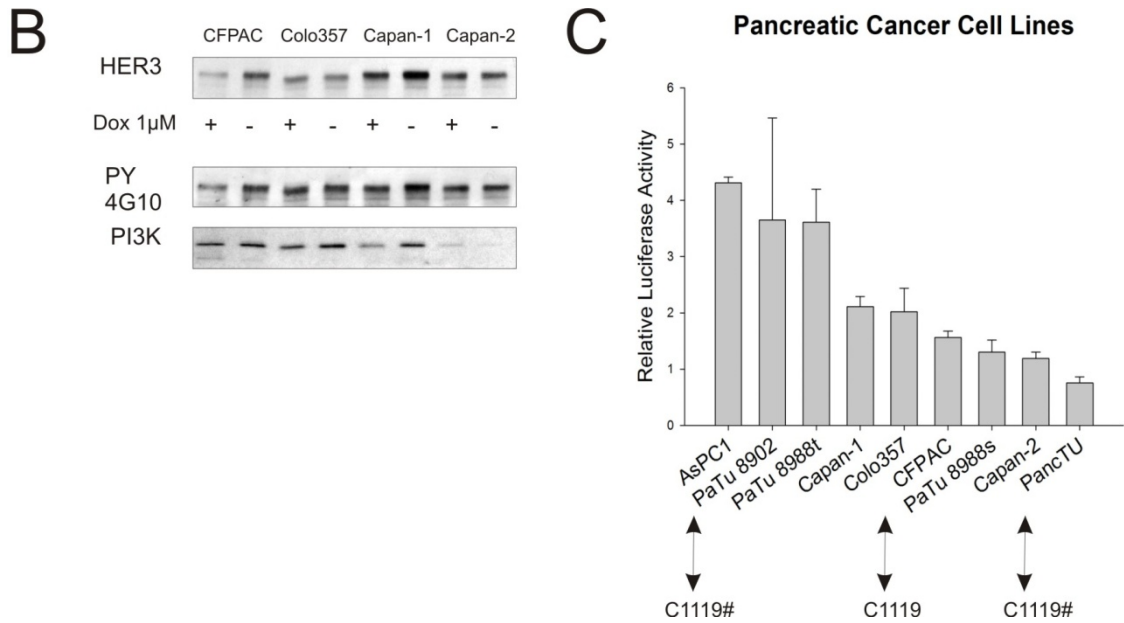 B
CFPAC Colo357 Capan-1 Capan-2
HER3
Dox 1µM + - + - + - + -
PY
4G10
PI3K
C
Pancreatic Cancer Cell Lines
Relative Luciferase Activity
6
5
4
3
2
1
0
AsPC1
PaTu 8902
PaTu 8988t
Capan-1
Colo357
CFPAC
PaTu 8988s
Capan-2
PancTU
C1119# C1119 C1119#